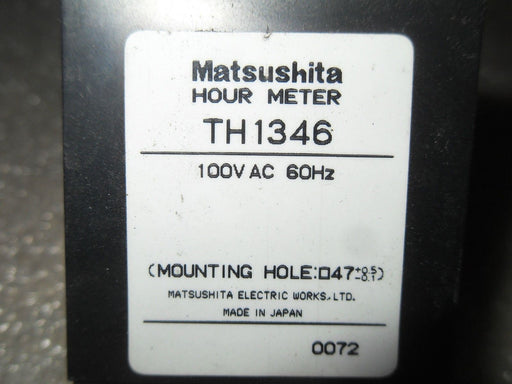 Matsushita
HOUR METER
TH1346
100V AC 60Hz
(MOUNTING HOLE:□47+0.5 -0.1)
MATSUSHITA ELECTRIC WORKS,LTD.
MADE IN JAPAN
0072